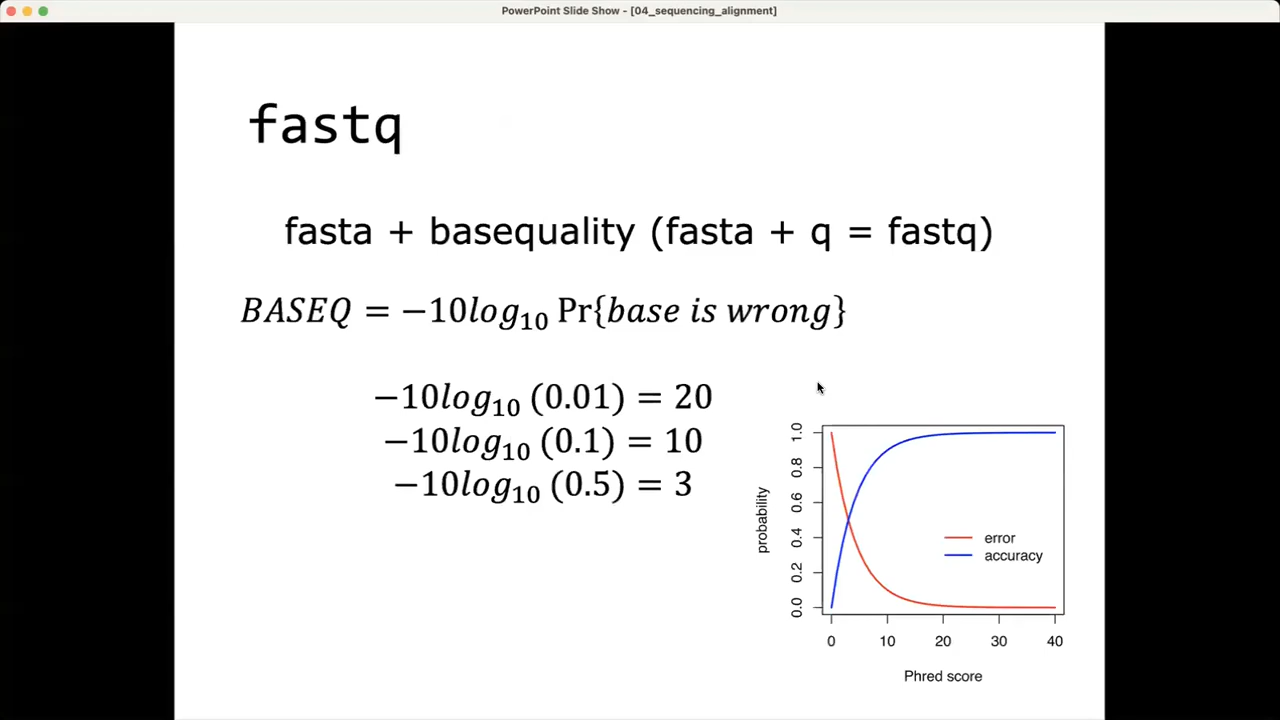 PowerPoint Slide Show - [04_sequencing_alignment]
fastq
fasta + basequality (fasta + q = fastq)
BASEQ = −10log₁₀ Pr{base is wrong}
−10log₁₀ (0.01) = 20
−10log₁₀ (0.1) = 10
−10log₁₀ (0.5) = 3
probability
1.0
0.8
0.6
0.4
0.2
0.0
error
accuracy
0 10 20 30 40
Phred score